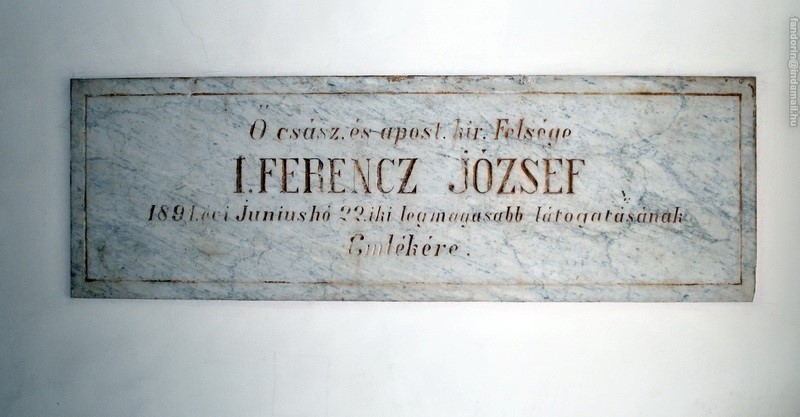 Ő csász. és apost. kir. Felsége
I. FERENCZ JÓZSEF
1891. évi Juniushó 22.iki legmagasabb látogatásának
Emlékére.
fandorin@indamail.hu